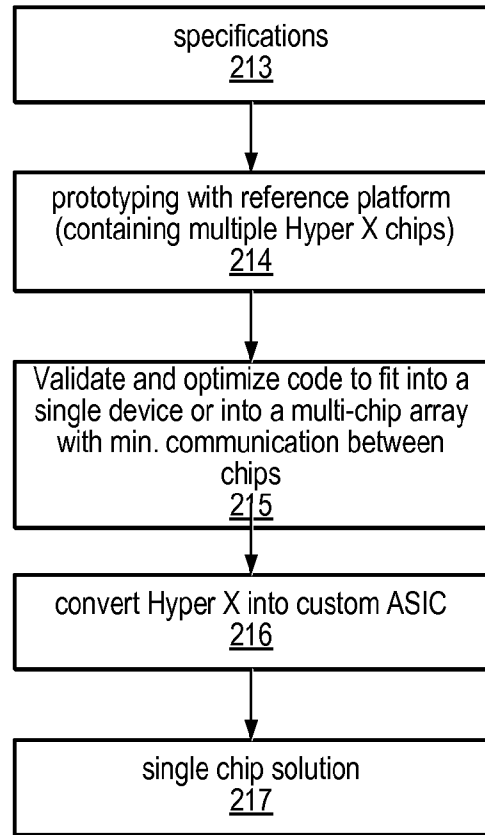 specifications
213
prototyping with reference platform
(containing multiple Hyper X chips)
214
Validate and optimize code to fit into a
single device or into a multi-chip array
with min. communication between
chips
215
convert Hyper X into custom ASIC
216
single chip solution
217